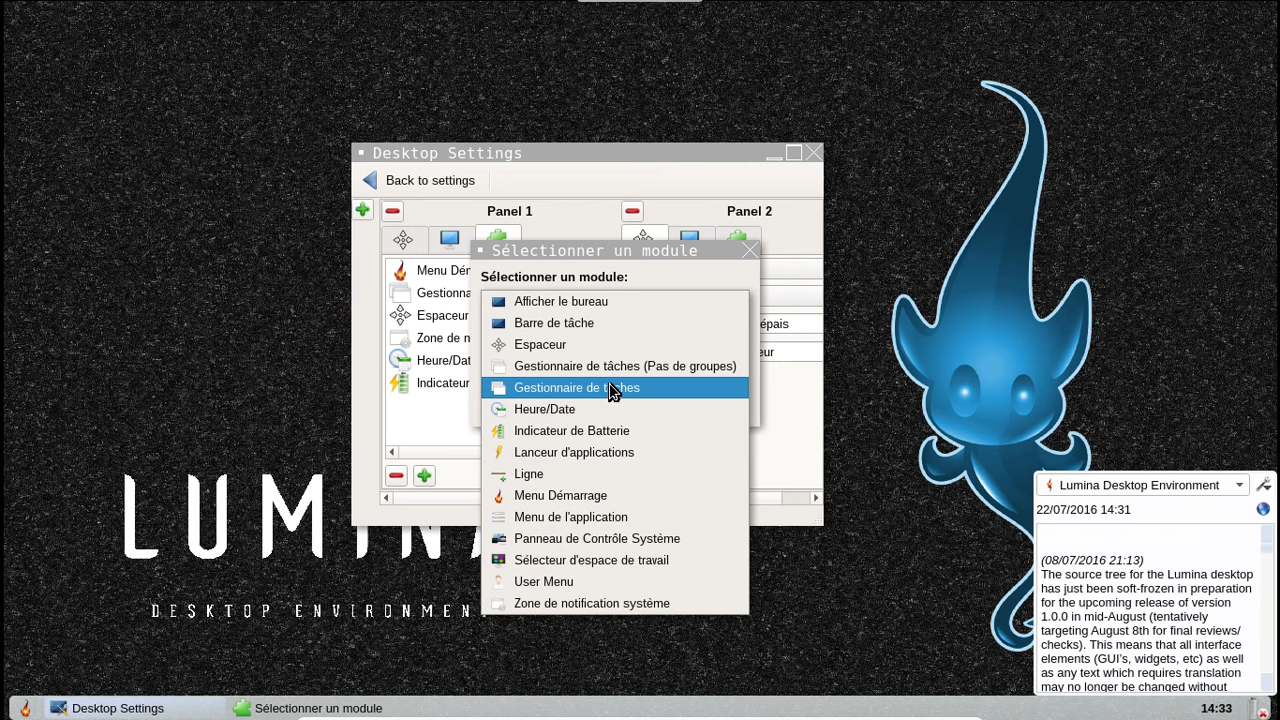 Desktop Settings
Back to settings
Panel 1
Panel 2
Sélectionner un module
Menu Dém
Gestionna
Espaceur
Zone de n
Heure/Dat
Indicateur
Sélectionner un module:
Afficher le bureau
Barre de tâche
Espaceur
Gestionnaire de tâches (Pas de groupes)
Gestionnaire de tâches
Heure/Date
Indicateur de Batterie
Lanceur d'applications
Ligne
Menu Démarrage
Menu de l'application
Panneau de Contrôle Système
Sélecteur d'espace de travail
User Menu
Zone de notification système
épais
eur
LUMINA
DESKTOP ENVIRONMEN
Lumina Desktop Environment
22/07/2016 14:31
(08/07/2016 21:13)
The source tree for the Lumina desktop
has just been soft-frozen in preparation
for the upcoming release of version
1.0.0 in mid-August (tentatively
targeting August 8th for final reviews/
checks). This means that all interface
elements (GUI's, widgets, etc) as well
as any text which requires translation
may no longer be changed without
Desktop Settings
Sélectionner un module
14:33